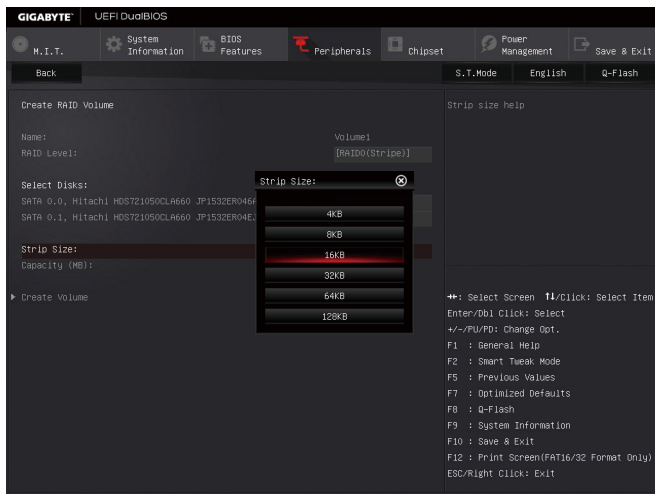 GIGABYTE™ UEFI DualBIOS
M.I.T.
System Information
BIOS Features
Peripherals
Chipset
Power Management
Save & Exit
Back
S.T.Mode English Q-Flash
Create RAID Volume
Name: Volume1
RAID Level: [RAID0(Stripe)]
Select Disks:
SATA 0.0, Hitachi HDS721050CLA660 JP1532ER046
SATA 0.1, Hitachi HDS721050CLA660 JP1532ER04E
Strip Size:
Capacity (MB):
Create Volume
Strip Size:
4KB
8KB
16KB
32KB
64KB
128KB
Strip size help
→←: Select Screen ↑↓/Click: Select Item
Enter/Dbl Click: Select
+/-/PU/PD: Change Opt.
F1 : General Help
F2 : Smart Tweak Mode
F5 : Previous Values
F7 : Optimized Defaults
F8 : Q-Flash
F9 : System Information
F10 : Save & Exit
F12 : Print Screen(FAT16/32 Format Only)
ESC/Right Click: Exit